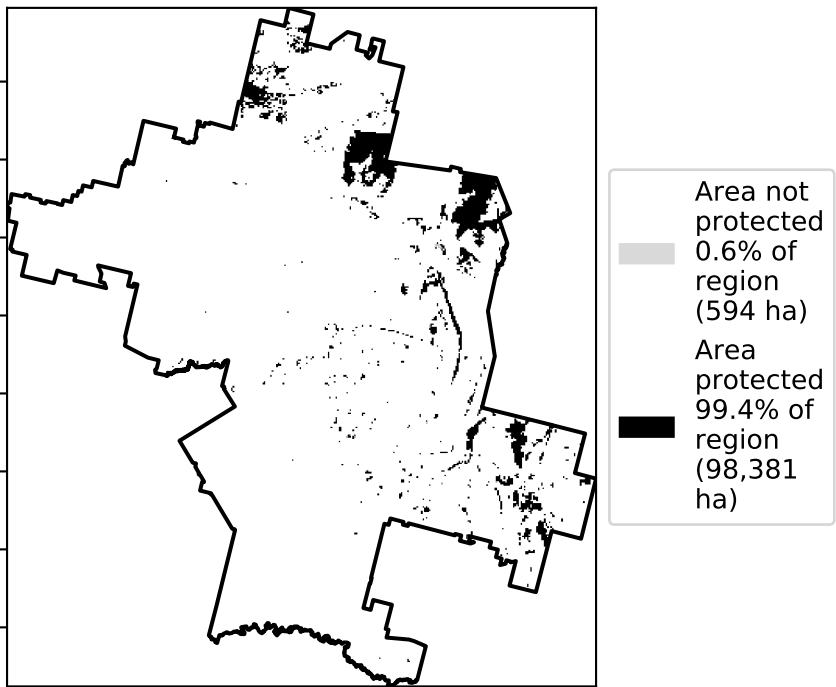 Area not
protected
0.6% of
region
(594 ha)
Area
protected
99.4% of
region
(98,381
ha)